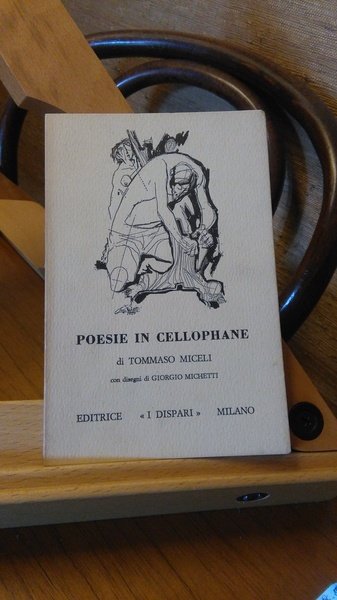 POESIE IN CELLOPHANE
di TOMMASO MICELI
con disegni di GIORGIO MICHETTI
EDITRICE « I DISPARI » MILANO